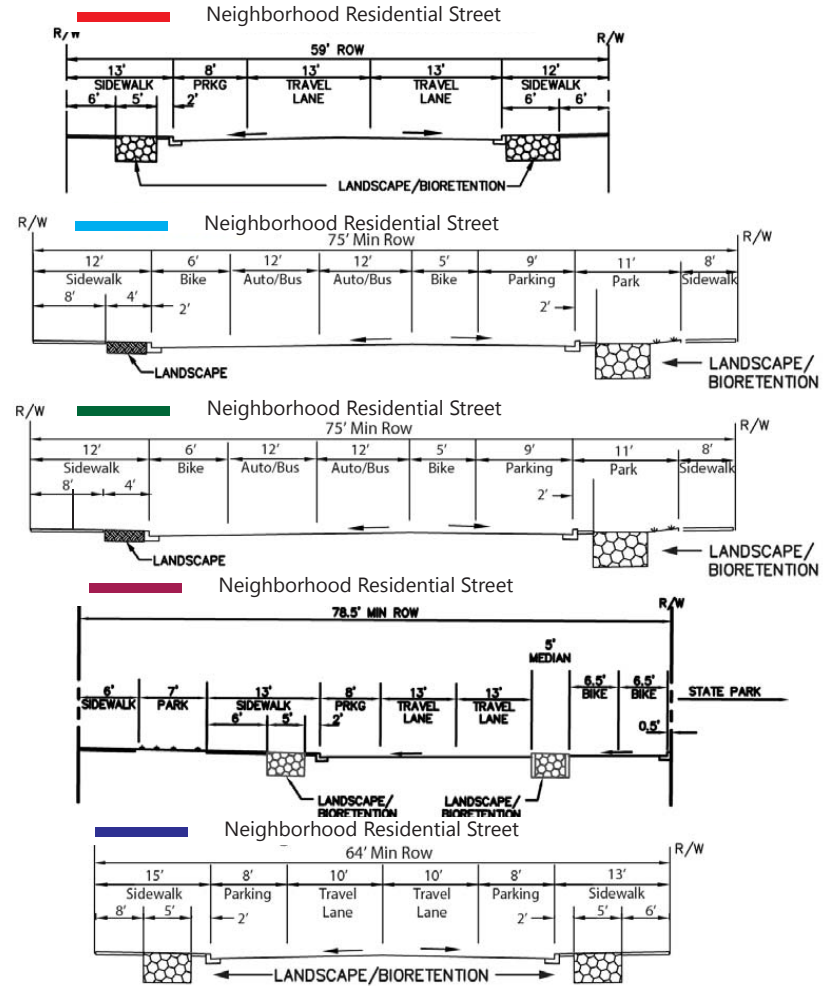 Neighborhood Residential Street
R/W R/W
59' ROW
13' 8' 13' 13' 12'
SIDEWALK PRKG TRAVEL LANE TRAVEL LANE SIDEWALK
6' 5' 2' 6' 6'
LANDSCAPE/BIORETENTION
Neighborhood Residential Street
R/W R/W
75' Min Row
12' 6' 12' 12' 5' 9' 11' 8'
Sidewalk Bike Auto/Bus Auto/Bus Bike Parking Park Sidewalk
8' 4' 2' 2'
LANDSCAPE
LANDSCAPE/
BIORETENTION
Neighborhood Residential Street
R/W R/W
75' Min Row
12' 6' 12' 12' 5' 9' 11' 8'
Sidewalk Bike Auto/Bus Auto/Bus Bike Parking Park Sidewalk
8' 4' 2'
LANDSCAPE
LANDSCAPE/
BIORETENTION
Neighborhood Residential Street
R/W
78.5' MIN ROW
5'
MEDIAN
6' 7' 13' 8' 13' 13' 6.5' 6.5'
SIDEWALK PARK SIDEWALK PRKG TRAVEL LANE TRAVEL LANE BIKE BIKE STATE PARK
6' 5' 2' 0.5'
LANDSCAPE/ LANDSCAPE/
BIORETENTION BIORETENTION
Neighborhood Residential Street
R/W
64' Min Row
15' 8' 10' 10' 8' 13'
Sidewalk Parking Travel Lane Travel Lane Parking Sidewalk
8' 5' 2' 2' 5' 6'
LANDSCAPE/BIORETENTION